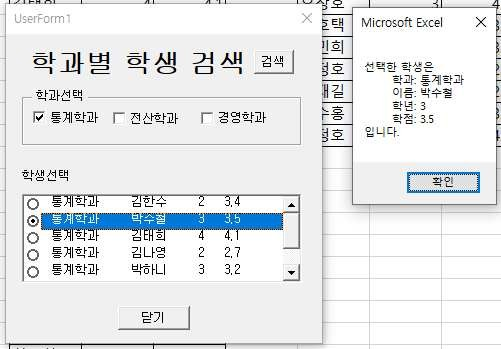 UserForm1
학과별 학생 검색
검색
학과선택
통계학과 전산학과 경영학과
학생선택
통계학과 김한수 2 3.4
통계학과 박수철 3 3.5
통계학과 김태희 4 4.1
통계학과 김나영 2 2.7
통계학과 박하니 3 3.2
닫기
Microsoft Excel
선택한 학생은
학과: 통계학과
이름: 박수철
학년: 3
학점: 3.5
입니다.
확인